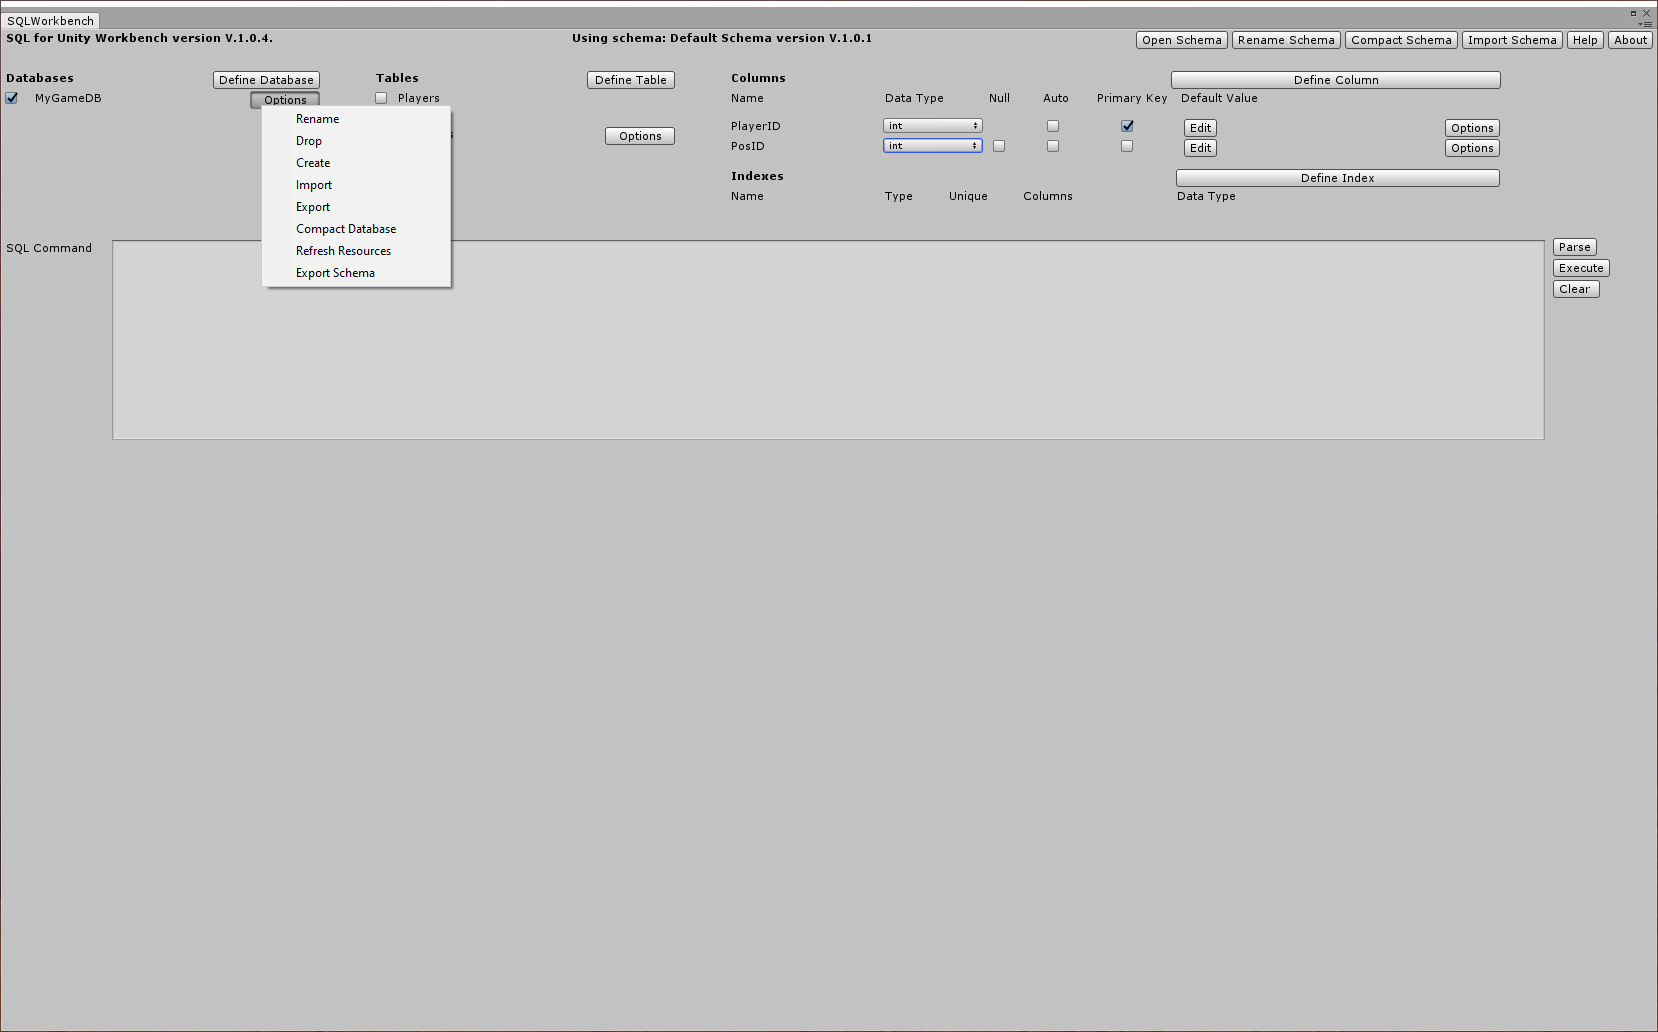 SQLWorkbench
SQL for Unity Workbench version V.1.0.4. Using schema: Default Schema version V.1.0.1 Open Schema Rename Schema Compact Schema Import Schema Help About
Databases Define Database Tables Define Table Columns Define Column
MyGameDB Options Players Name Data Type Null Auto Primary Key Default Value
PlayerID int Edit Options
Options
PosID int Edit Options
Indexes Define Index
Name Type Unique Columns Data Type
Rename
Drop
Create
Import
Export
Compact Database
Refresh Resources
Export Schema
SQL Command Parse
Execute
Clear